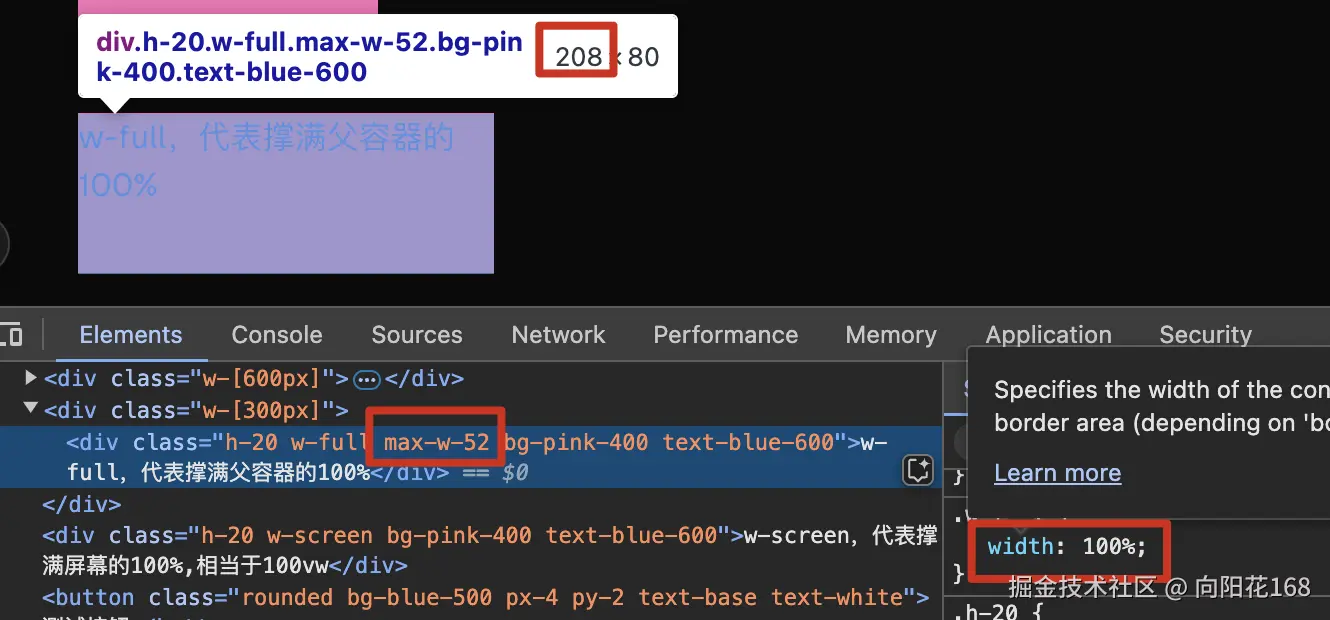 div.h-20.w-full.max-w-52.bg-pin
k-400.text-blue-600
208 × 80
w-full，代表撑满父容器的
100%
Elements Console Sources Network Performance Memory Application Security
<div class="w-[600px]">…</div>
<div class="w-[300px]">
<div class="h-20 w-full max-w-52 bg-pink-400 text-blue-600">w-
full，代表撑满父容器的100%</div> == $0
</div>
<div class="h-20 w-screen bg-pink-400 text-blue-600">w-screen，代表撑
满屏幕的100%,相当于100vw</div>
<button class="rounded bg-blue-500 px-4 py-2 text-base text-white">
Specifies the width of the con
border area (depending on 'bo
Learn more
}
width: 100%;
}
.h-20 {
掘金技术社区 @ 向阳花168